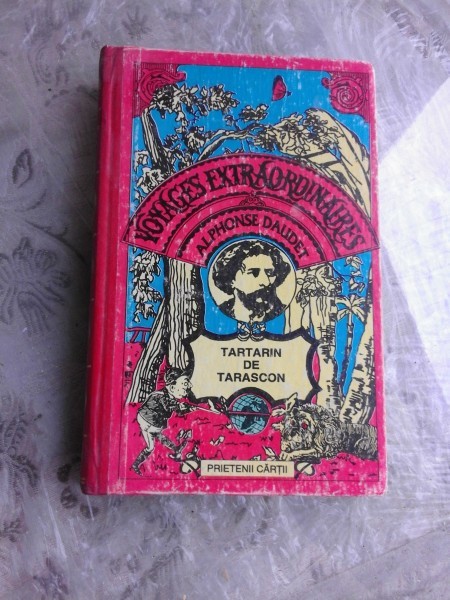 VOYAGES EXTRAORDINAIRES
ALPHONSE DAUDET
TARTARIN
DE
TARASCON
PRIETENII CĂRȚII